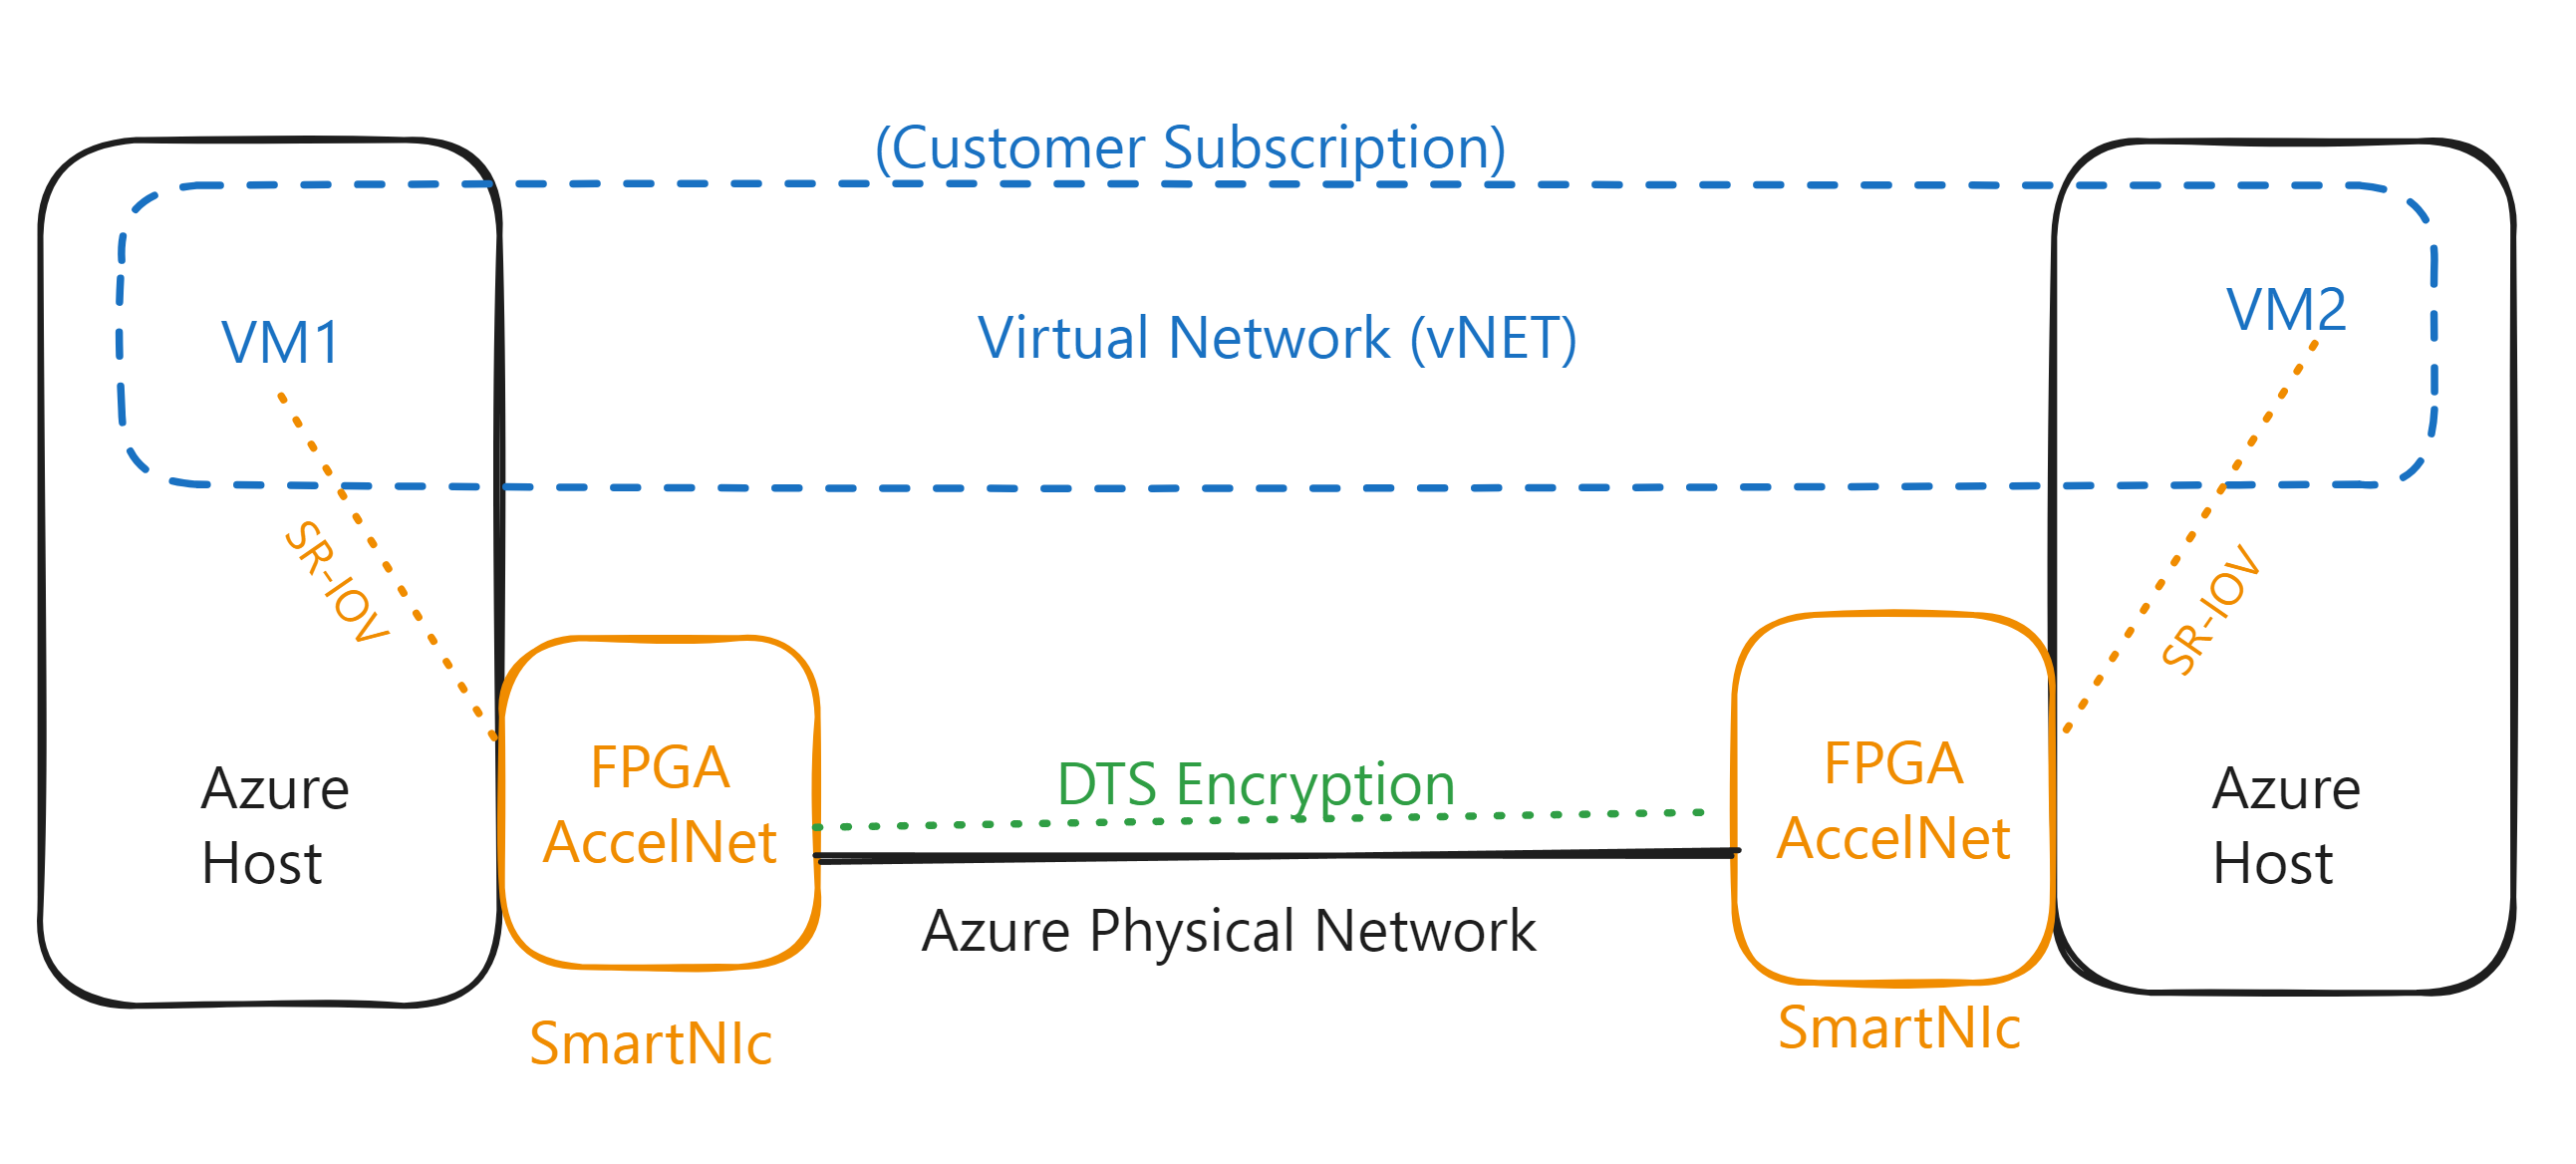 (Customer Subscription)
VM1
Virtual Network (vNET)
VM2
SR-IOV
SR-IOV
FPGA
AccelNet
DTS Encryption
FPGA
AccelNet
Azure
Host
Azure Physical Network
Azure
Host
SmartNIc
SmartNIc